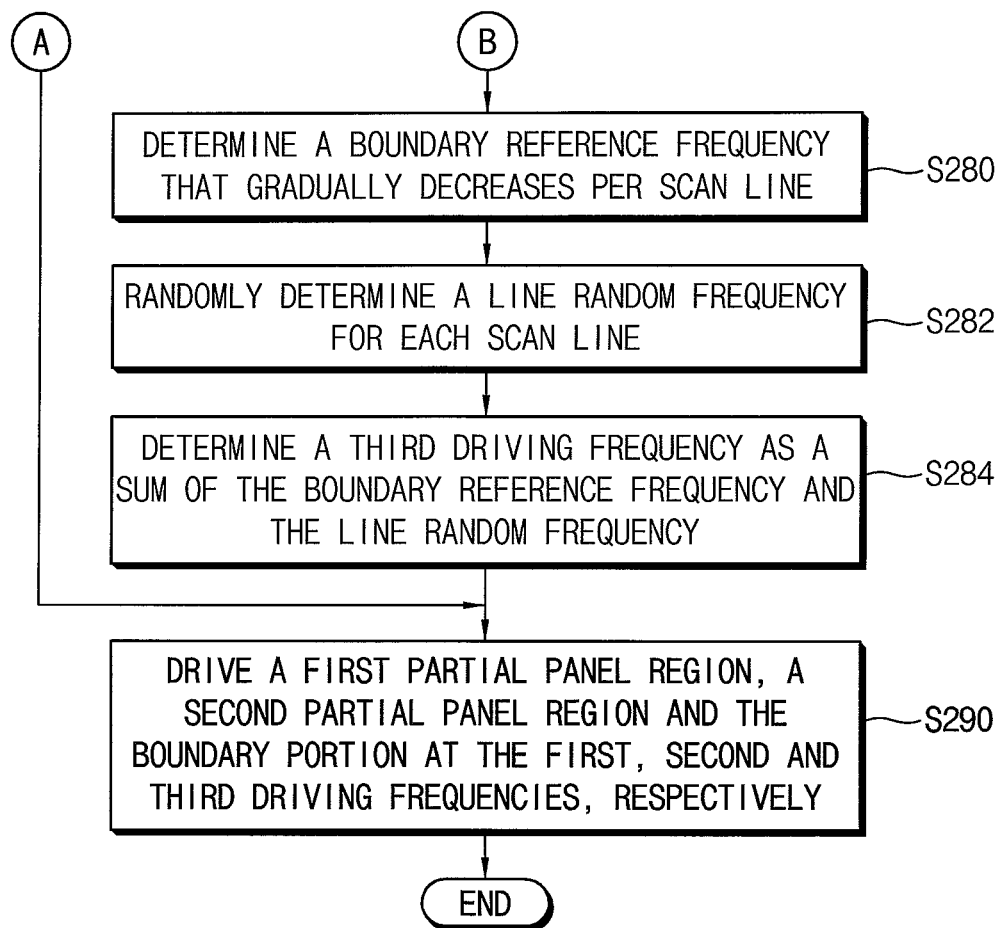 A
B
DETERMINE A BOUNDARY REFERENCE FREQUENCY
THAT GRADUALLY DECREASES PER SCAN LINE
S280
RANDOMLY DETERMINE A LINE RANDOM FREQUENCY
FOR EACH SCAN LINE
S282
DETERMINE A THIRD DRIVING FREQUENCY AS A
SUM OF THE BOUNDARY REFERENCE FREQUENCY AND
THE LINE RANDOM FREQUENCY
S284
DRIVE A FIRST PARTIAL PANEL REGION, A
SECOND PARTIAL PANEL REGION AND THE
BOUNDARY PORTION AT THE FIRST, SECOND AND
THIRD DRIVING FREQUENCIES, RESPECTIVELY
S290
END